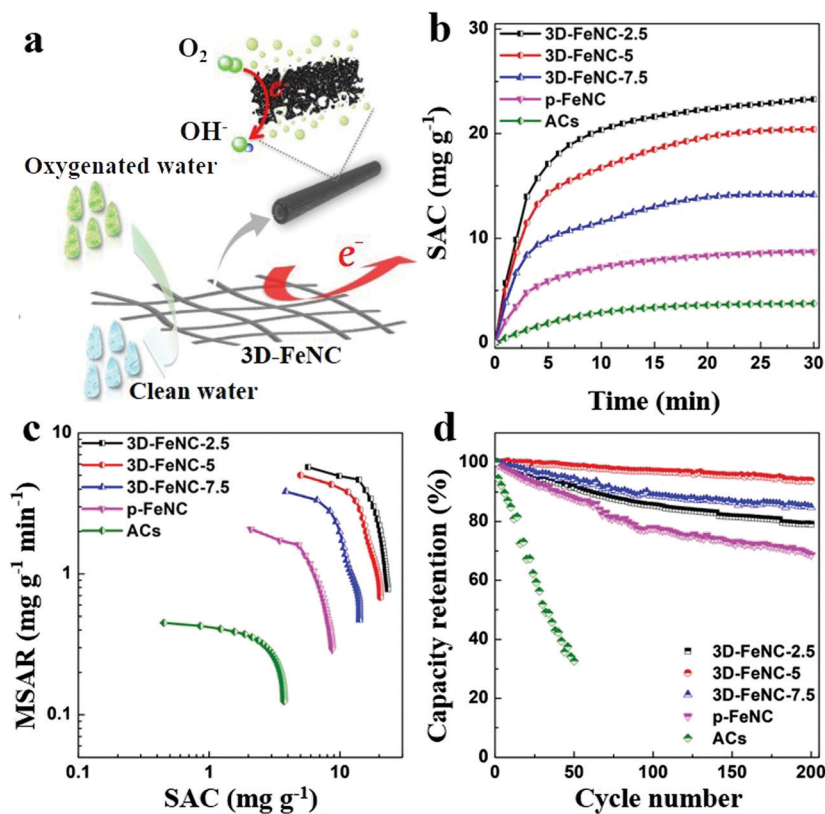 a
O₂
e⁻
OH⁻
Oxygenated water
e⁻
3D-FeNC
Clean water
b
3D-FeNC-2.5
3D-FeNC-5
3D-FeNC-7.5
p-FeNC
ACs
SAC (mg g⁻¹)
30
20
10
0
0 5 10 15 20 25 30
Time (min)
c
3D-FeNC-2.5
3D-FeNC-5
3D-FeNC-7.5
p-FeNC
ACs
MSAR (mg g⁻¹ min⁻¹)
10
1
0.1
0.1 1 10
SAC (mg g⁻¹)
d
Capacity retention (%)
100
80
60
40
20
0
3D-FeNC-2.5
3D-FeNC-5
3D-FeNC-7.5
p-FeNC
ACs
0 50 100 150 200
Cycle number